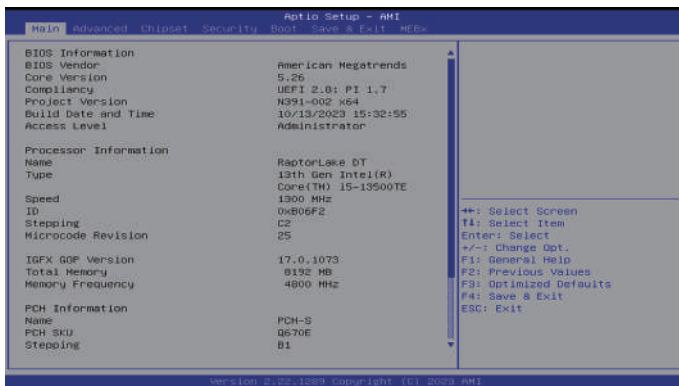 Aptio Setup - AMI
Main Advanced Chipset Security Boot Save & Exit MEBx
BIOS Information
BIOS Vendor American Megatrends
Core Version 5.26
Compliancy UEFI 2.8; PI 1.7
Project Version N391-002 x64
Build Date and Time 10/13/2023 15:32:55
Access Level Administrator
Processor Information
Name RaptorLake DT
Type 13th Gen Intel(R)
Core(TM) i5-13500TE
Speed 1300 MHz
ID 0xB06F2
Stepping C2
Microcode Revision 25
IGFX GOP Version 17.0.1073
Total Memory 8192 MB
Memory Frequency 4800 MHz
PCH Information
Name PCH-S
PCH SKU Q670E
Stepping B1
→←: Select Screen
↑↓: Select Item
Enter: Select
+/-: Change Opt.
F1: General Help
F2: Previous Values
F3: Optimized Defaults
F4: Save & Exit
ESC: Exit
Version 2.22.1289 Copyright (C) 2023 AMI